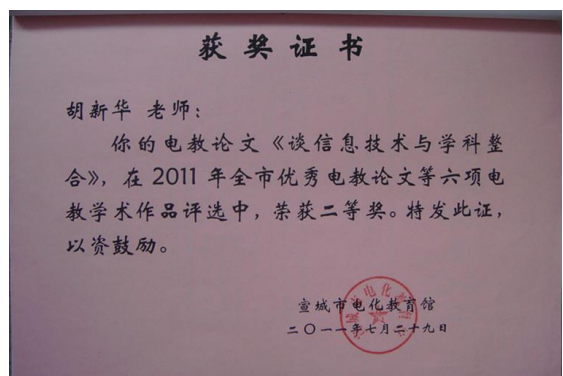 获奖证书
胡新华 老师：
你的电教论文《谈信息技术与学科整
合》，在2011年全市优秀电教论文等六项电
教学术作品评选中，荣获二等奖。特发此证，
以资鼓励。
宣城市电化教育馆
二〇一一年七月二十九日